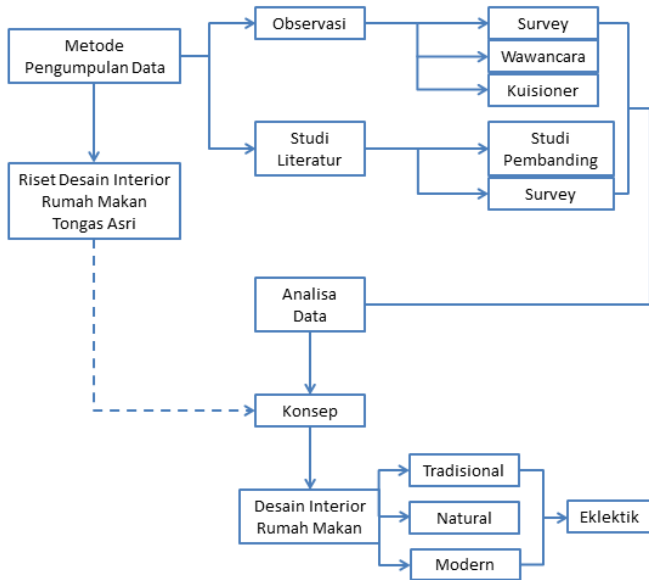 Metode
Pengumpulan Data
Observasi
Survey
Wawancara
Kuisioner
Studi
Literatur
Studi
Pembanding
Survey
Riset Desain Interior
Rumah Makan
Tongas Asri
Analisa
Data
Konsep
Desain Interior
Rumah Makan
Tradisional
Natural
Modern
Eklektik